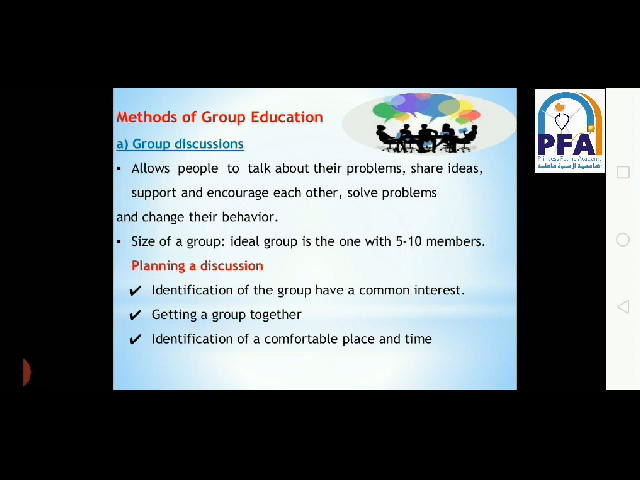 Methods of Group Education
a) Group discussions
▪ Allows people to talk about their problems, share ideas,
support and encourage each other, solve problems
and change their behavior.
▪ Size of a group: ideal group is the one with 5-10 members.
Planning a discussion
✔ Identification of the group have a common interest.
✔ Getting a group together
✔ Identification of a comfortable place and time
PFA